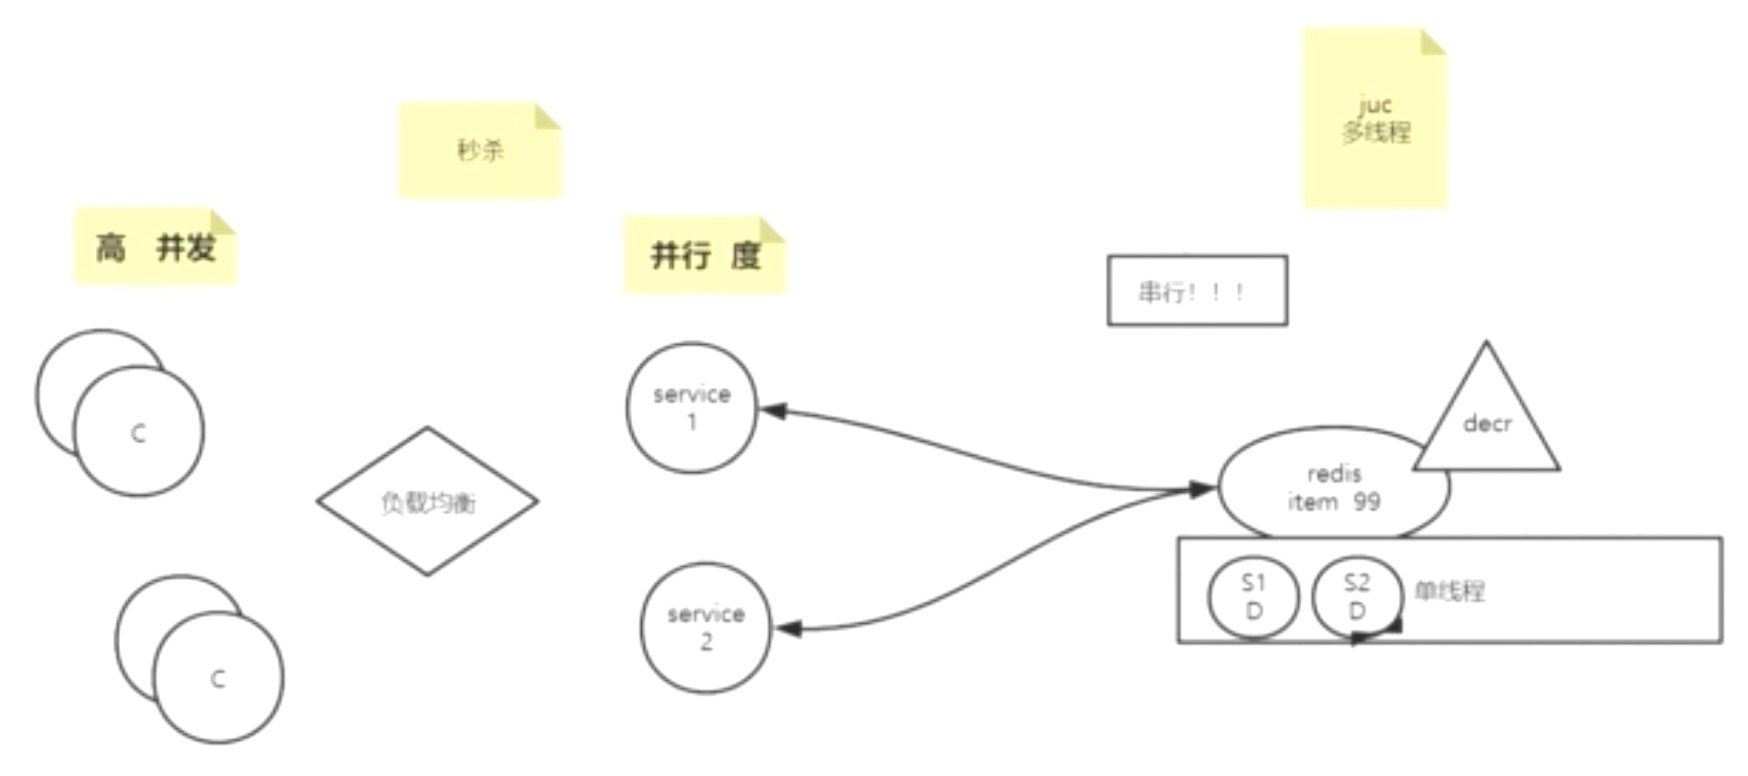 juc
多线程
秒杀
高 并发
并行 度
串行！！！
service
1
C
decr
负载均衡
redis
item 99
S1
D
S2
D
单线程
service
2
C